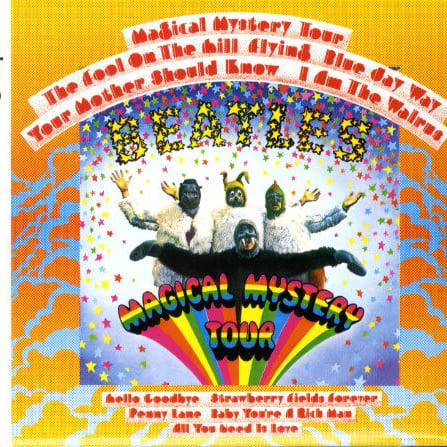 Magical Mystery Tour
The Fool On The Hill Flying Blue Jay Way
Your Mother Should Know I Am The Walrus
BEATLES
MAGICAL MYSTERY
TOUR
Hello Goodbye Strawberry Fields Forever
Penny Lane Baby You're A Rich Man
All You Need Is Love